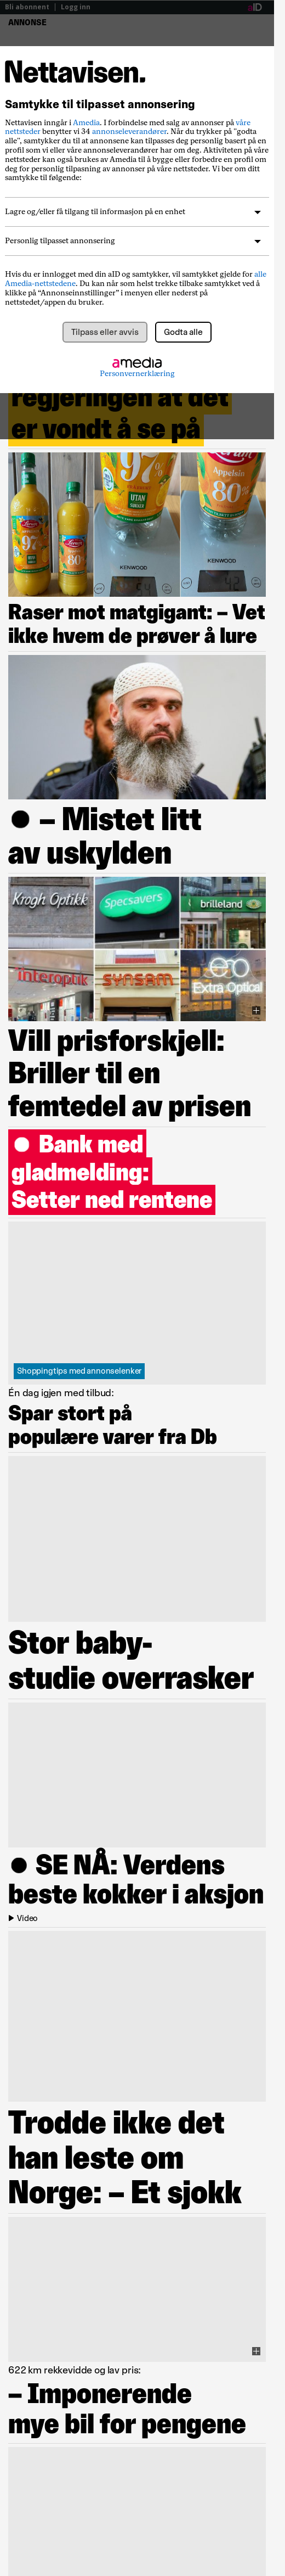 Bli abonnent | Logg inn
aID
ANNONSE
Nettavisen.
Samtykke til tilpasset annonsering
Nettavisen inngår i Amedia. I forbindelse med salg av annonser på våre
nettsteder benytter vi 34 annonseleverandører. Når du trykker på "godta
alle", samtykker du til at annonsene kan tilpasses deg personlig basert på en
profil som vi eller våre annonseleverandører har om deg. Aktiviteten på våre
nettsteder kan også brukes av Amedia til å bygge eller forbedre en profil om
deg for personlig tilpasning av annonser på våre nettsteder. Vi ber om ditt
samtykke til følgende:
Lagre og/eller få tilgang til informasjon på en enhet
Personlig tilpasset annonsering
Hvis du er innlogget med din aID og samtykker, vil samtykket gjelde for alle
Amedia-nettstedene. Du kan når som helst trekke tilbake samtykket ved å
klikke på “Annonseinnstillinger” i menyen eller nederst på
nettstedet/appen du bruker.
Tilpass eller avvis
Godta alle
amedia
Personvernerklæring
regjeringen at det
er vondt å se på
97%
UTAN
80%
Appelsin
80%
KENWOOD
KENWOOD
Raser mot matgigant: – Vet
ikke hvem de prøver å lure
– Mistet litt
av uskylden
Krogh Optikk
Specsavers
brilleland
interoptik
SYNSAM
Extra Optical
Vill prisforskjell:
Briller til en
femtedel av prisen
Bank med
gladmelding:
Setter ned rentene
Shoppingtips med annonselenker
Én dag igjen med tilbud:
Spar stort på
populære varer fra Db
Stor baby-
studie overrasker
SE NÅ: Verdens
beste kokker i aksjon
Video
Trodde ikke det
han leste om
Norge: – Et sjokk
622 km rekkevidde og lav pris:
– Imponerende
mye bil for pengene